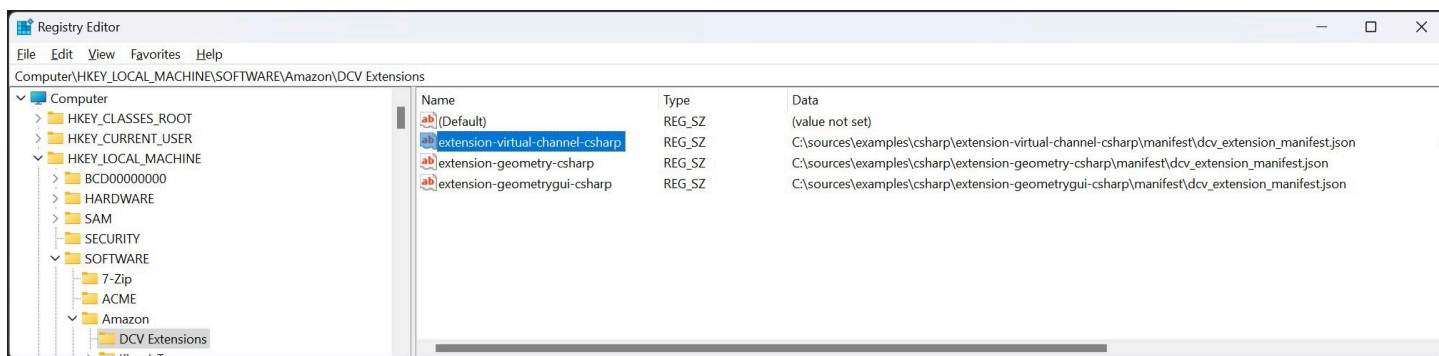 Registry Editor
File Edit View Favorites Help
Computer\HKEY_LOCAL_MACHINE\SOFTWARE\Amazon\DCV Extensions
Computer
HKEY_CLASSES_ROOT
HKEY_CURRENT_USER
HKEY_LOCAL_MACHINE
BCD00000000
HARDWARE
SAM
SECURITY
SOFTWARE
7-Zip
ACME
Amazon
DCV Extensions
Name Type Data
(Default) REG_SZ (value not set)
extension-virtual-channel-csharp REG_SZ C:\sources\examples\csharp\extension-virtual-channel-csharp\manifest\dcv_extension_manifest.json
extension-geometry-csharp REG_SZ C:\sources\examples\csharp\extension-geometry-csharp\manifest\dcv_extension_manifest.json
extension-geometrygui-csharp REG_SZ C:\sources\examples\csharp\extension-geometrygui-csharp\manifest\dcv_extension_manifest.json